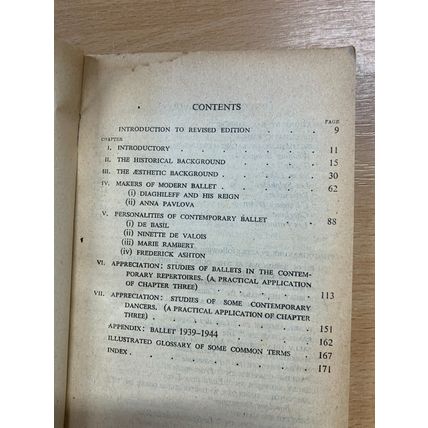 CONTENTS
PAGE
INTRODUCTION TO REVISED EDITION . . . . 9
CHAPTER
I. INTRODUCTORY . . . . . . . 11
II. THE HISTORICAL BACKGROUND . . . . . 15
III. THE ÆSTHETIC BACKGROUND . . . . . 30
IV. MAKERS OF MODERN BALLET . . . . . 62
(i) DIAGHILEFF AND HIS REIGN
(ii) ANNA PAVLOVA
V. PERSONALITIES OF CONTEMPORARY BALLET . . . 88
(i) DE BASIL
(ii) NINETTE DE VALOIS
(iii) MARIE RAMBERT
(iv) FREDERICK ASHTON
VI. APPRECIATION: STUDIES OF BALLETS IN THE CONTEM-
PORARY REPERTOIRES. (A PRACTICAL APPLICATION
OF CHAPTER THREE) . . . . . . 113
VII. APPRECIATION: STUDIES OF SOME CONTEMPORARY
DANCERS. (A PRACTICAL APPLICATION OF CHAPTER
THREE) . . . . . . . . 151
APPENDIX: BALLET 1939-1944 . . . . . 162
ILLUSTRATED GLOSSARY OF SOME COMMON TERMS . . 167
INDEX . . . . . . . . . 171